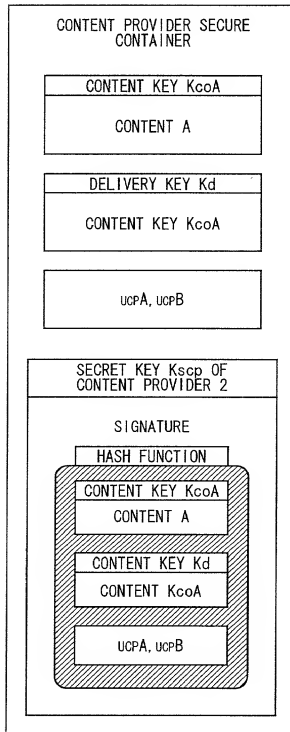 CONTENT PROVIDER SECURE
CONTAINER
CONTENT KEY KcoA
CONTENT A
DELIVERY KEY Kd
CONTENT KEY KcoA
UCPA, UCPB
SECRET KEY Kscp OF
CONTENT PROVIDER 2
SIGNATURE
HASH FUNCTION
CONTENT KEY KcoA
CONTENT A
CONTENT KEY Kd
CONTENT KcoA
UCPA, UCPB